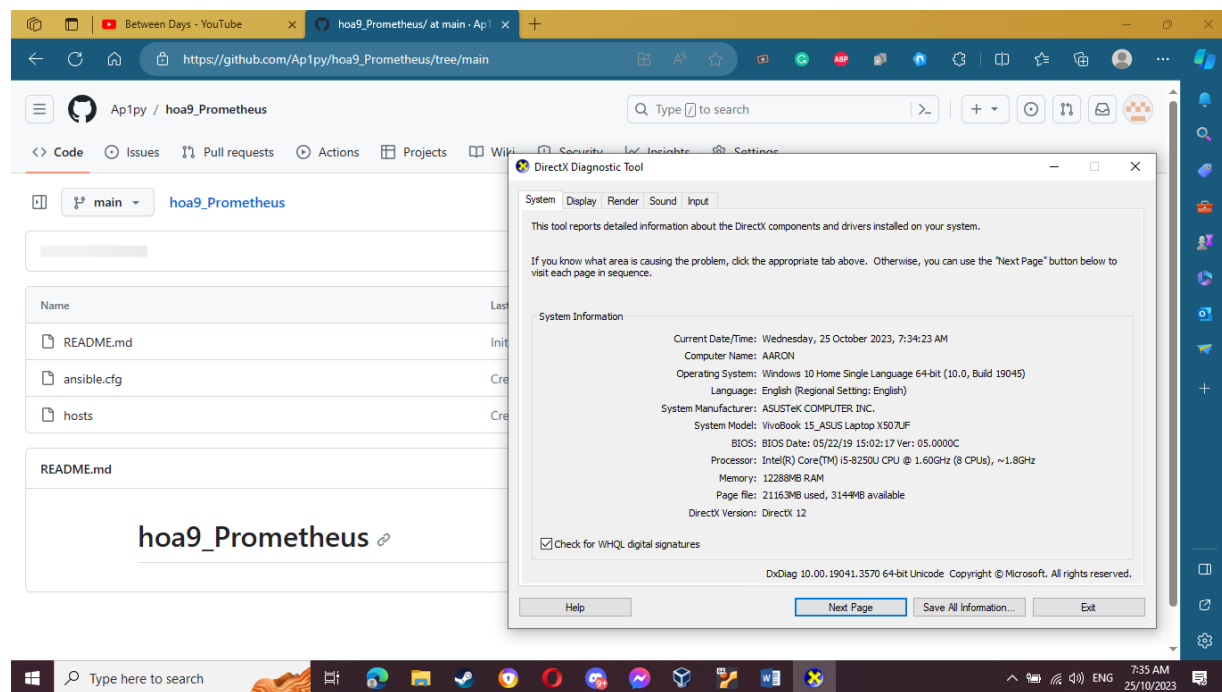 Between Days - YouTube
hoa9_Prometheus/ at main · Ap1
https://github.com/Ap1py/hoa9_Prometheus/tree/main
ABP
Ap1py / hoa9_Prometheus
Type / to search
Code Issues Pull requests Actions Projects Wiki Security Insights Settings
main hoa9_Prometheus
Name Last
README.md Init
ansible.cfg Cre
hosts Cre
README.md
hoa9_Prometheus
DirectX Diagnostic Tool
System Display Render Sound Input
This tool reports detailed information about the DirectX components and drivers installed on your system.
If you know what area is causing the problem, click the appropriate tab above. Otherwise, you can use the "Next Page" button below to
visit each page in sequence.
System Information
Current Date/Time: Wednesday, 25 October 2023, 7:34:23 AM
Computer Name: AARON
Operating System: Windows 10 Home Single Language 64-bit (10.0, Build 19045)
Language: English (Regional Setting: English)
System Manufacturer: ASUSTeK COMPUTER INC.
System Model: VivoBook 15_ASUS Laptop X507UF
BIOS: BIOS Date: 05/22/19 15:02:17 Ver: 05.0000C
Processor: Intel(R) Core(TM) i5-8250U CPU @ 1.60GHz (8 CPUs), ~1.8GHz
Memory: 12288MB RAM
Page file: 21163MB used, 3144MB available
DirectX Version: DirectX 12
Check for WHQL digital signatures
DxDiag 10.00.19041.3570 64-bit Unicode Copyright © Microsoft. All rights reserved.
Help Next Page Save All Information... Exit
Type here to search
ENG
7:35 AM
25/10/2023